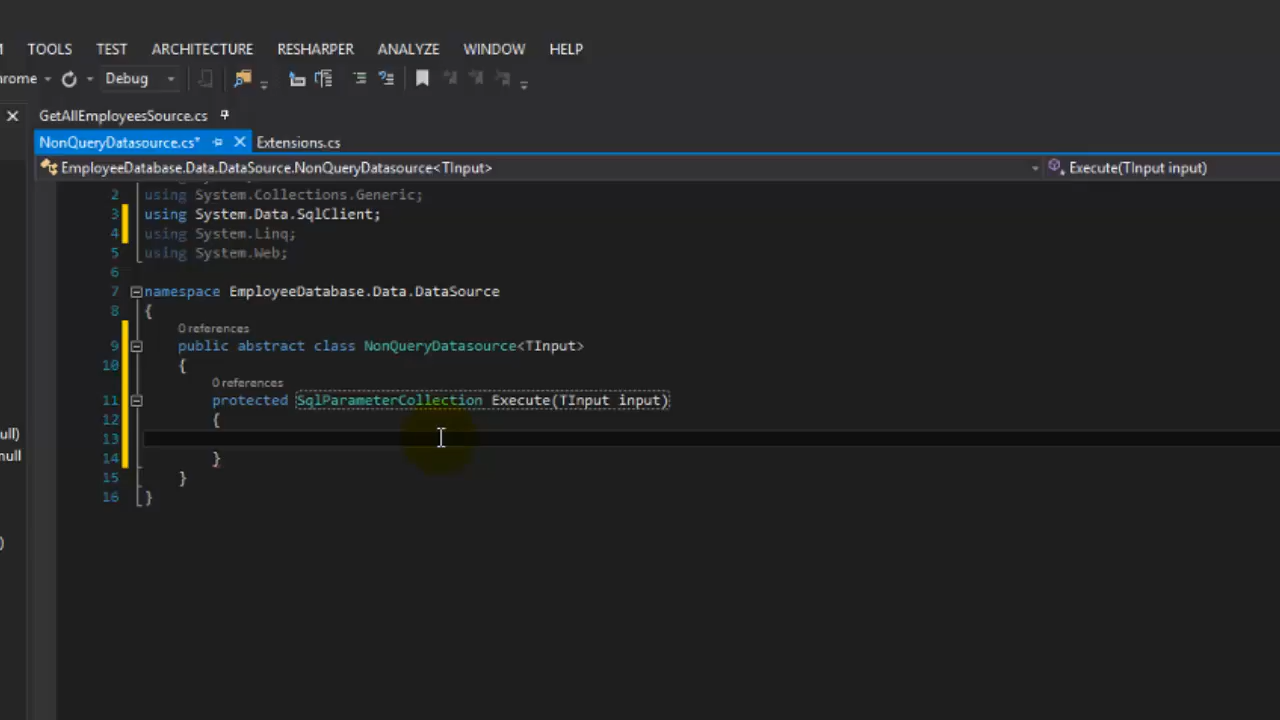 TOOLS TEST ARCHITECTURE RESHARPER ANALYZE WINDOW HELP
Debug
GetAllEmployeesSource.cs
NonQueryDatasource.cs* Extensions.cs
EmployeeDatabase.Data.DataSource.NonQueryDatasource<TInput> Execute(TInput input)
2 using System.Collections.Generic;
3 using System.Data.SqlClient;
4 using System.Linq;
5 using System.Web;
6
7 namespace EmployeeDatabase.Data.DataSource
8 {
0 references
9 public abstract class NonQueryDatasource<TInput>
10 {
0 references
11 protected SqlParameterCollection Execute(TInput input)
12 {
13
14 }
15 }
16 }